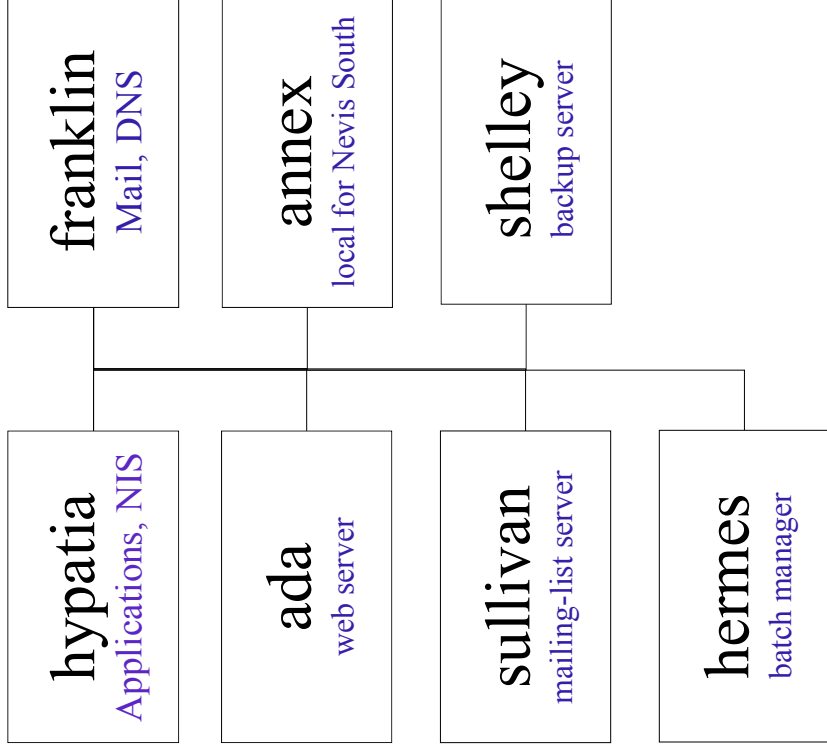 hypatia
Applications, NIS
franklin
Mail, DNS
ada
web server
annex
local for Nevis South
sullivan
mailing-list server
shelley
backup server
hermes
batch manager